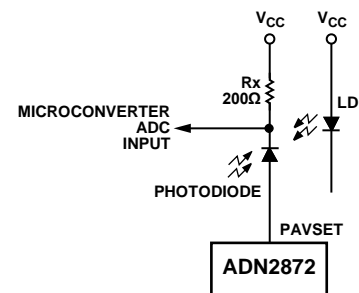 VCC
VCC
Rx
200Ω
MICROCONVERTER
ADC
INPUT
LD
PHOTODIODE
PAVSET
ADN2872